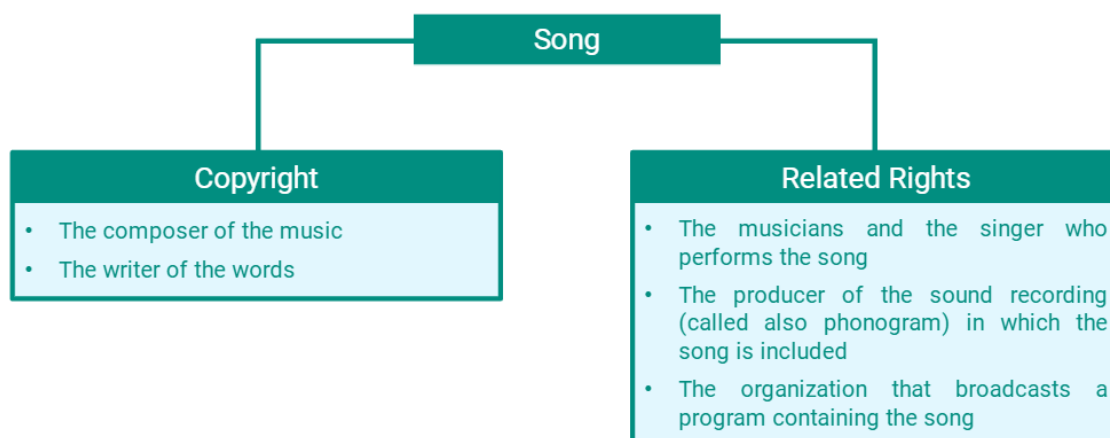 Song
Copyright
• The composer of the music
• The writer of the words
Related Rights
• The musicians and the singer who
performs the song
• The producer of the sound recording
(called also phonogram) in which the
song is included
• The organization that broadcasts a
program containing the song